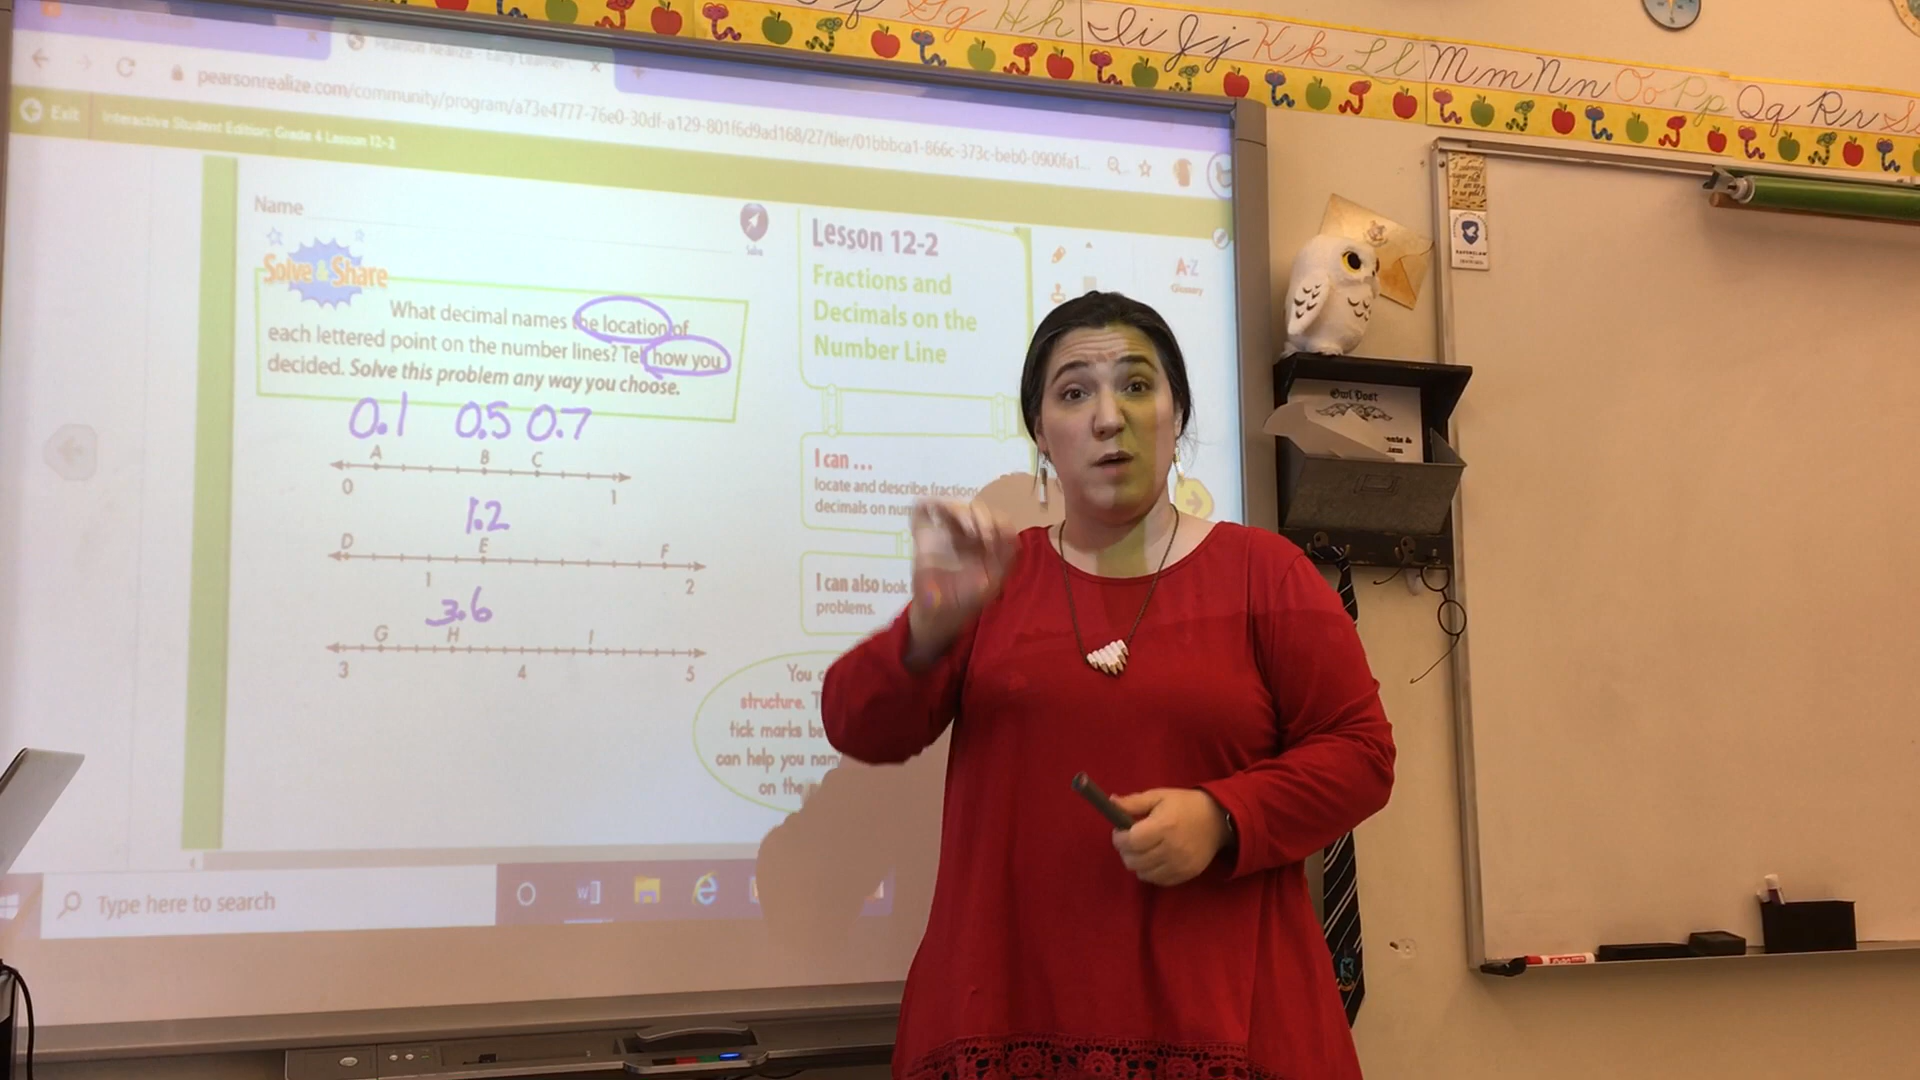 pearsonrealize.com/community/program/a73e4777-76e0-30df-a129-801f6d9ad168/27/tier/01bbbca1-866c-373c-beb0-0900fa1...
Exit
Interactive Student Edition: Grade 4 Lesson 12-2
Name
Solve & Share
What decimal names the location of
each lettered point on the number lines? Tell how you
decided. Solve this problem any way you choose.
0.1 0.5 0.7
A B C
0 1
1.2
D E F
1 2
3.6
G H I
3 4 5
Solve
Lesson 12-2
Fractions and
Decimals on the
Number Line
A-Z
Glossary
I can ...
locate and describe fractions
decimals on num
I can also look
problems.
You c
structure. T
tick marks be
can help you nam
on the
Type here to search
Gg Hh Ii Jj Kk Ll Mm Nn Oo Pp Qq Rr S
Owl Post